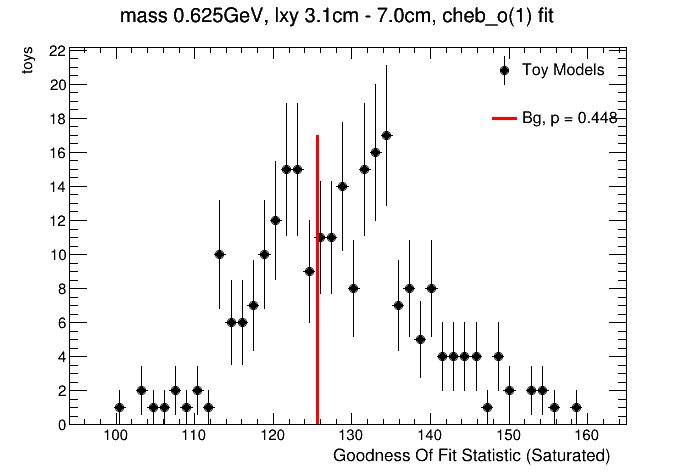 mass 0.625GeV, lxy 3.1cm - 7.0cm, cheb_o(1) fit
toys
22
20
18
16
14
12
10
8
6
4
2
0
Toy Models
Bg, p = 0.448
100 110 120 130 140 150 160
Goodness Of Fit Statistic (Saturated)